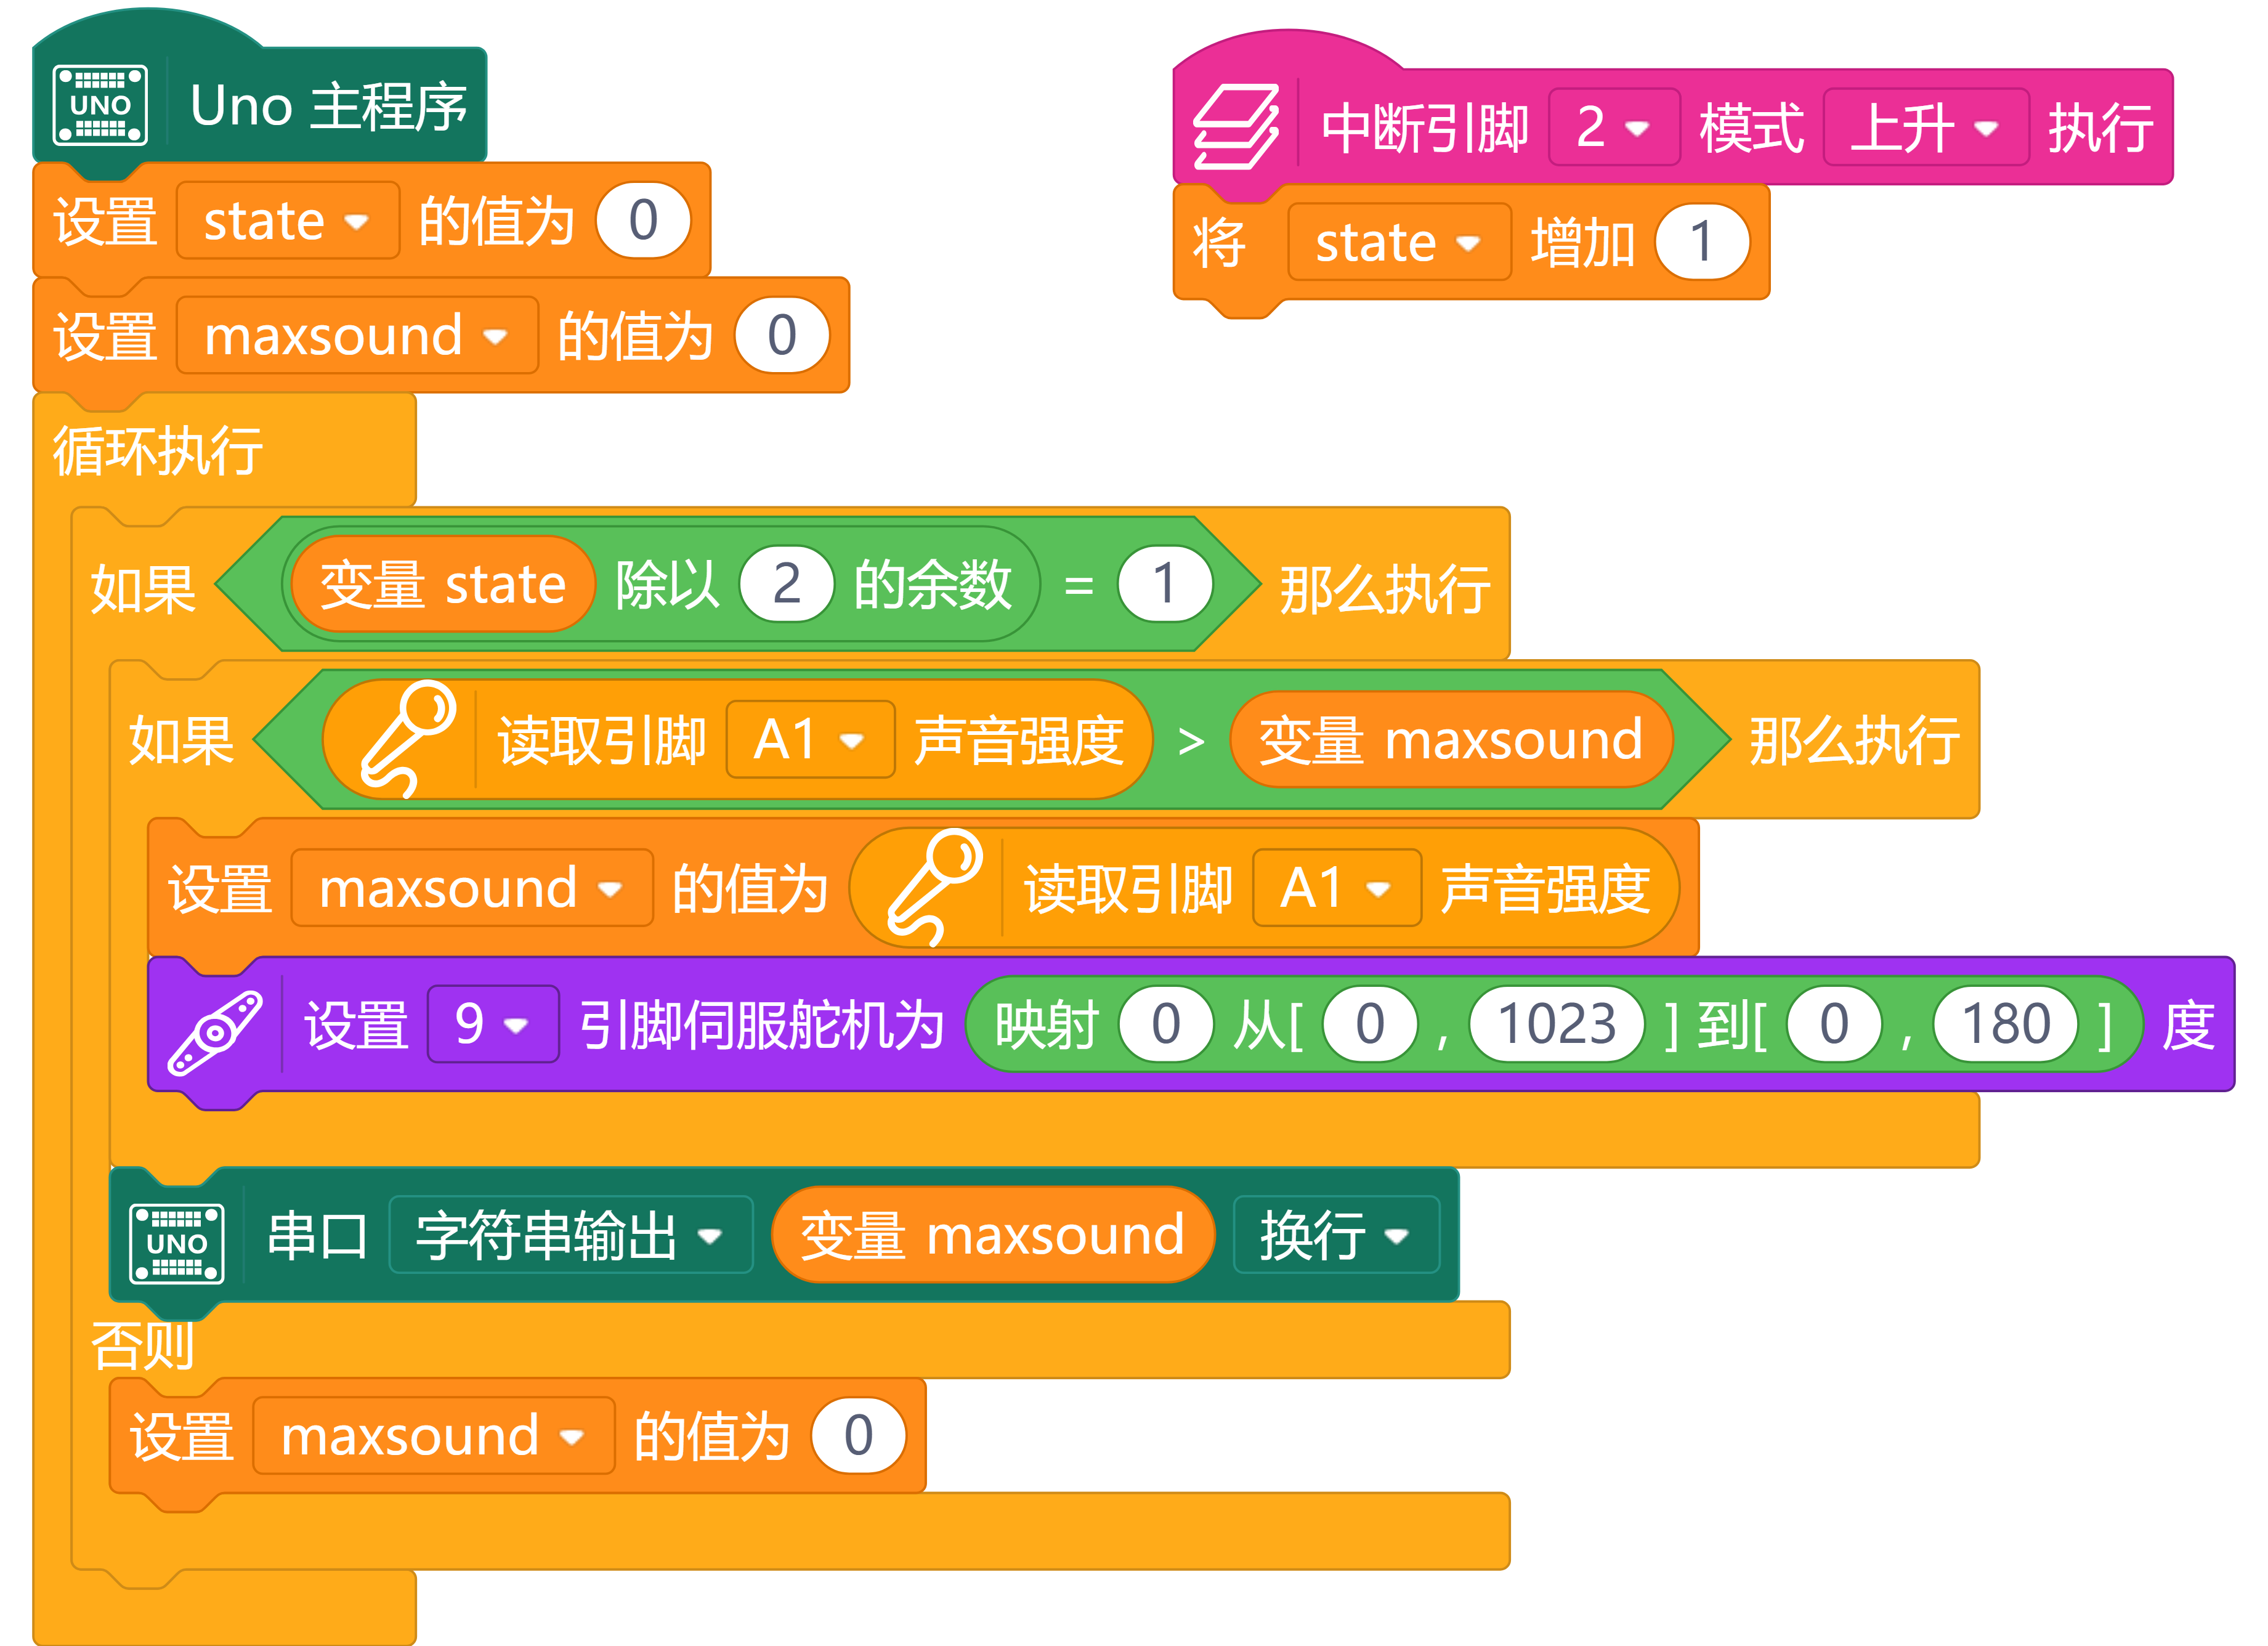 UNO Uno 主程序
设置 state 的值为 0
设置 maxsound 的值为 0
循环执行
如果 变量 state 除以 2 的余数 = 1 那么执行
如果 读取引脚 A1 声音强度 > 变量 maxsound 那么执行
设置 maxsound 的值为 读取引脚 A1 声音强度
设置 9 引脚伺服舵机为 映射 0 从[ 0 , 1023 ] 到[ 0 , 180 ] 度
UNO 串口 字符串输出 变量 maxsound 换行
否则
设置 maxsound 的值为 0
中断引脚 2 模式 上升 执行
将 state 增加 1